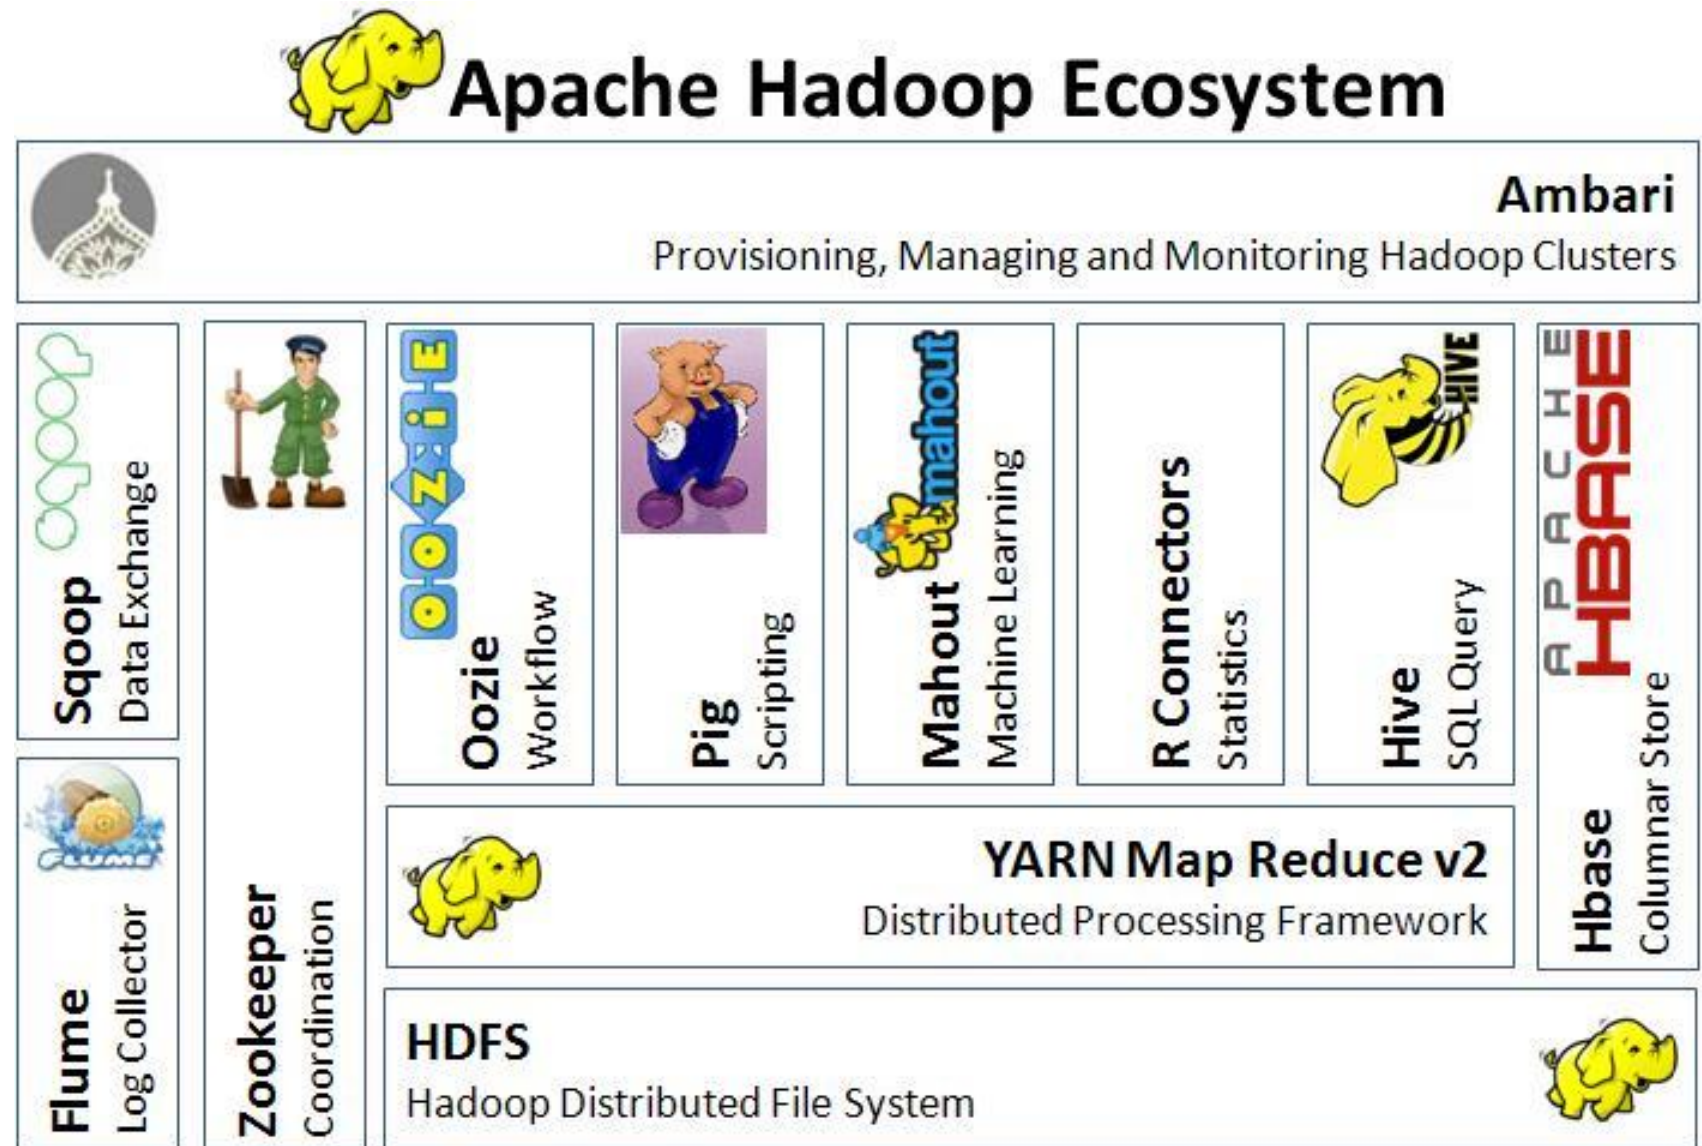 Apache Hadoop Ecosystem
Ambari
Provisioning, Managing and Monitoring Hadoop Clusters
sqoop
Sqoop
Data Exchange
FLUME
Flume
Log Collector
Zookeeper
Coordination
OOZIE
Oozie
Workflow
Pig
Scripting
mahout
Mahout
Machine Learning
R Connectors
Statistics
HIVE
Hive
SQL Query
APACHE
HBASE
Hbase
Columnar Store
YARN Map Reduce v2
Distributed Processing Framework
HDFS
Hadoop Distributed File System